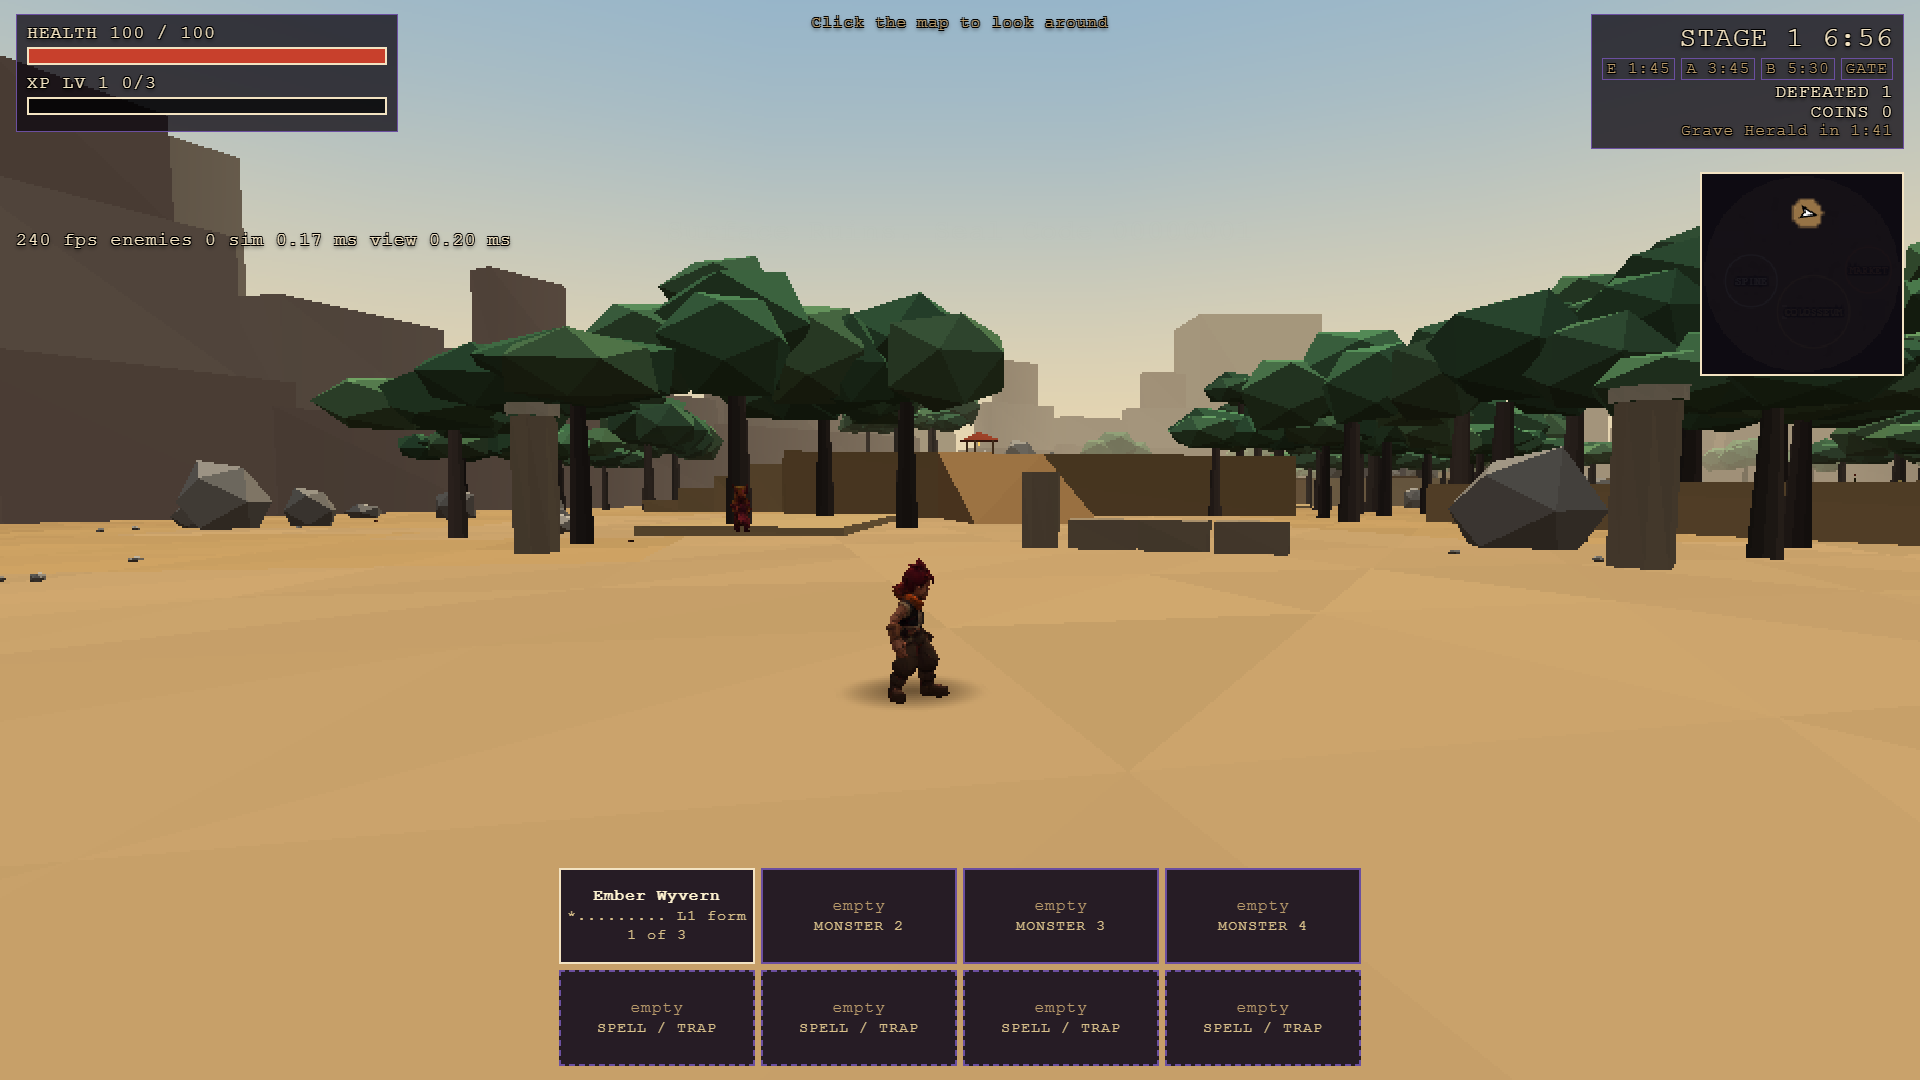 Click the map to look around
HEALTH 100 / 100
XP LV 1 0/3
STAGE 1 6:56
E 1:45 A 3:45 B 5:30 GATE
DEFEATED 1
COINS 0
Grave Herald in 1:41
240 fps enemies 0 sim 0.17 ms view 0.20 ms
Ember Wyvern
*......... L1 form
1 of 3
empty
MONSTER 2
empty
MONSTER 3
empty
MONSTER 4
empty
SPELL / TRAP
empty
SPELL / TRAP
empty
SPELL / TRAP
empty
SPELL / TRAP